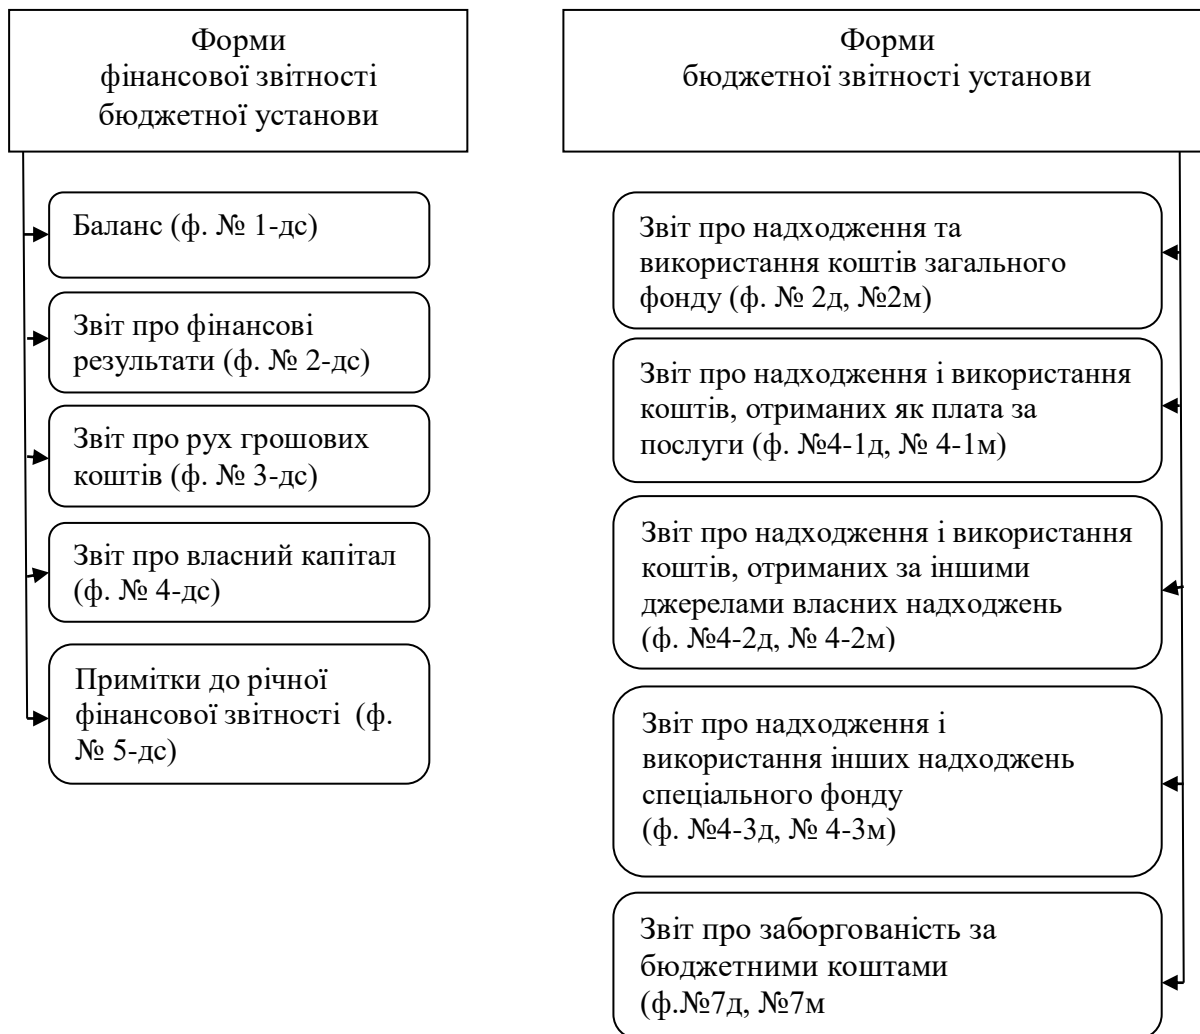 Форми
фінансової звітності
бюджетної установи
Баланс (ф. № 1-дс)
Звіт про фінансові
результати (ф. № 2-дс)
Звіт про рух грошових
коштів (ф. № 3-дс)
Звіт про власний капітал
(ф. № 4-дс)
Примітки до річної
фінансової звітності (ф.
№ 5-дс)
Форми
бюджетної звітності установи
Звіт про надходження та
використання коштів загального
фонду (ф. № 2д, №2м)
Звіт про надходження і використання
коштів, отриманих як плата за
послуги (ф. №4-1д, № 4-1м)
Звіт про надходження і використання
коштів, отриманих за іншими
джерелами власних надходжень
(ф. №4-2д, № 4-2м)
Звіт про надходження і
використання інших надходжень
спеціального фонду
(ф. №4-3д, № 4-3м)
Звіт про заборгованість за
бюджетними коштами
(ф.№7д, №7м